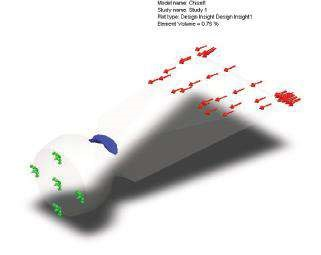 Model name: Chisel1
Study name: Study 1
Plot type: Design Insight Design Insight1
Element Volume = 0.76 %